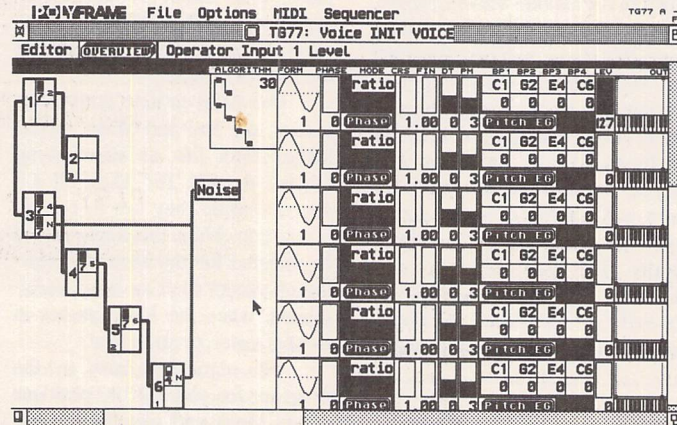 POLYFRAME File Options MIDI Sequencer TG77 A
TG77: Voice INIT VOICE
Editor OVERVIEW Operator Input 1 Level
ALGORITHM FORM PHASE MODE CRS FIN DT PH BP1 BP2 BP3 BP4 LEV OUT
30 ratio C1 G2 E4 C6
0 0 0
1 0 Phase 1.00 0 3 Pitch EG 127
ratio C1 G2 E4 C6
0 0 0
1 0 Phase 1.00 0 3 Pitch EG 0
Noise
ratio C1 G2 E4 C6
0 0 0
1 0 Phase 1.00 0 3 Pitch EG 0
ratio C1 G2 E4 C6
0 0 0
1 0 Phase 1.00 0 3 Pitch EG 0
ratio C1 G2 E4 C6
0 0 0
1 0 Phase 1.00 0 3 Pitch EG 0
ratio C1 G2 E4 C6
0 0 0
1 0 Phase 1.00 0 3 Pitch EG 0
1
2
3
4
5
6